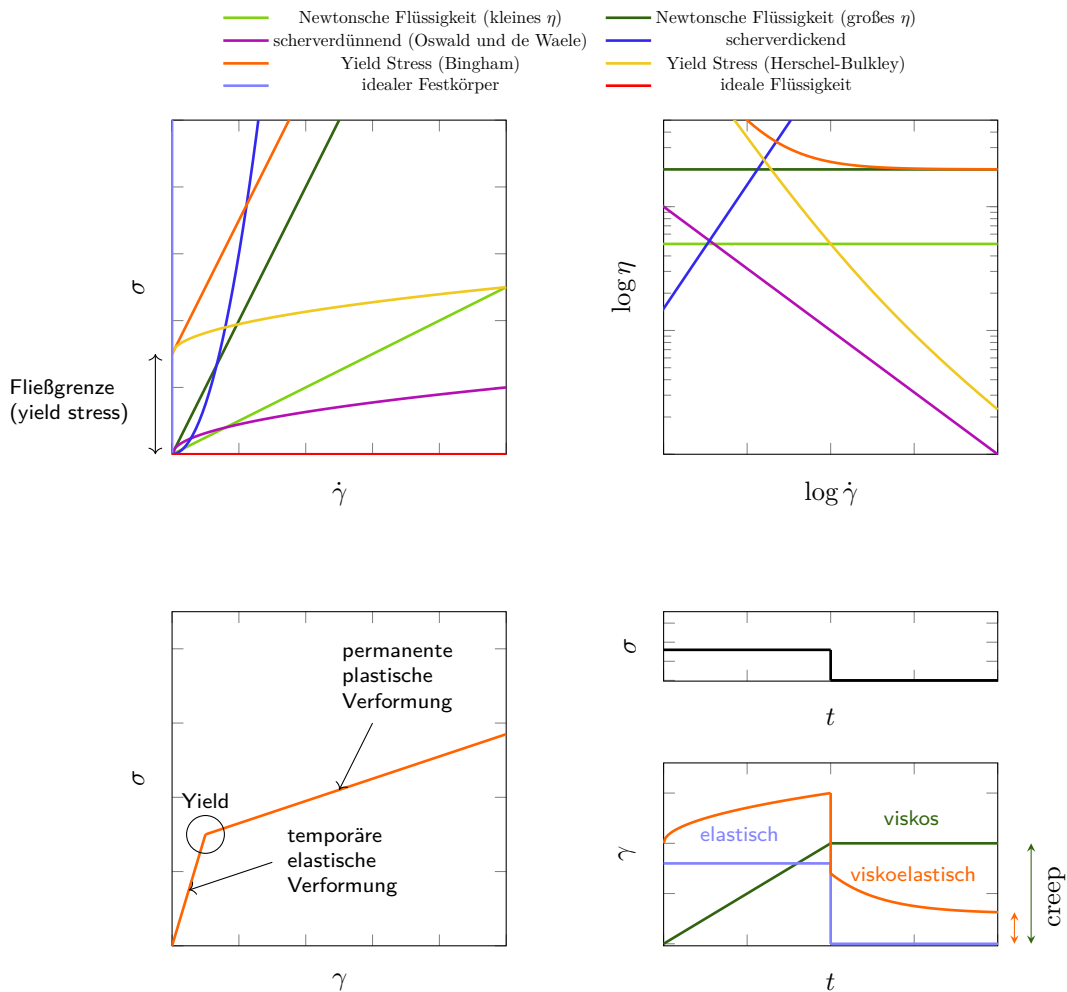 Newtonsche Flüssigkeit (kleines η)
Newtonsche Flüssigkeit (großes η)
scherverdünnend (Oswald und de Waele)
scherverdickend
Yield Stress (Bingham)
Yield Stress (Herschel-Bulkley)
idealer Festkörper
ideale Flüssigkeit
σ
Fließgrenze
(yield stress)
γ̇
log η
log γ̇
σ
permanente
plastische
Verformung
Yield
temporäre
elastische
Verformung
γ
σ
t
γ
elastisch
viskos
viskoelastisch
creep
t